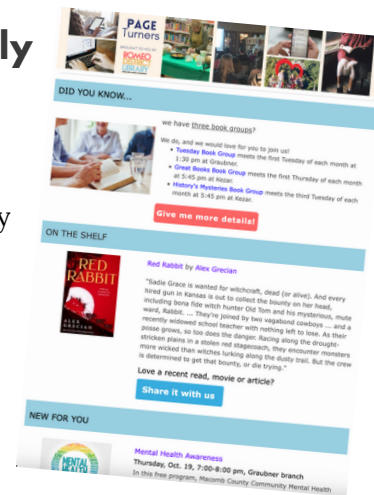 ly
y
PAGE
Turners
BROUGHT TO YOU BY
ROMEO
DISTRICT
LIBRARY
DID YOU KNOW...
we have three book groups?
We do, and we would love for you to join us!
• Tuesday Book Group meets the first Tuesday of each month at
1:30 pm at Graubner.
• Great Books Book Group meets the first Thursday of each month
at 5:45 pm at Kezar.
• History's Mysteries Book Group meets the third Tuesday of each
month at 5:45 pm at Kezar.
Give me more details!
ON THE SHELF
RED
RABBIT
ALEX
GRECIAN
Red Rabbit by Alex Grecian
"Sadie Grace is wanted for witchcraft, dead (or alive). And every
hired gun in Kansas is out to collect the bounty on her head,
including bona fide witch hunter Old Tom and his mysterious, mute
ward, Rabbit. ... They're joined by two vagabond cowboys ... and a
recently widowed school teacher with nothing left to lose. As their
posse grows, so too does the danger. Racing along the drought-
stricken plains in a stolen red stagecoach, they encounter monsters
more wicked than witches lurking along the dusty trail. But the crew
is determined to get that bounty, or die trying."
Love a recent read, movie or article?
Share it with us
NEW FOR YOU
MENTAL
HEALTH
Mental Health Awareness
Thursday, Oct. 19, 7:00-8:00 pm, Graubner branch
In this free program, Macomb County Community Mental Health